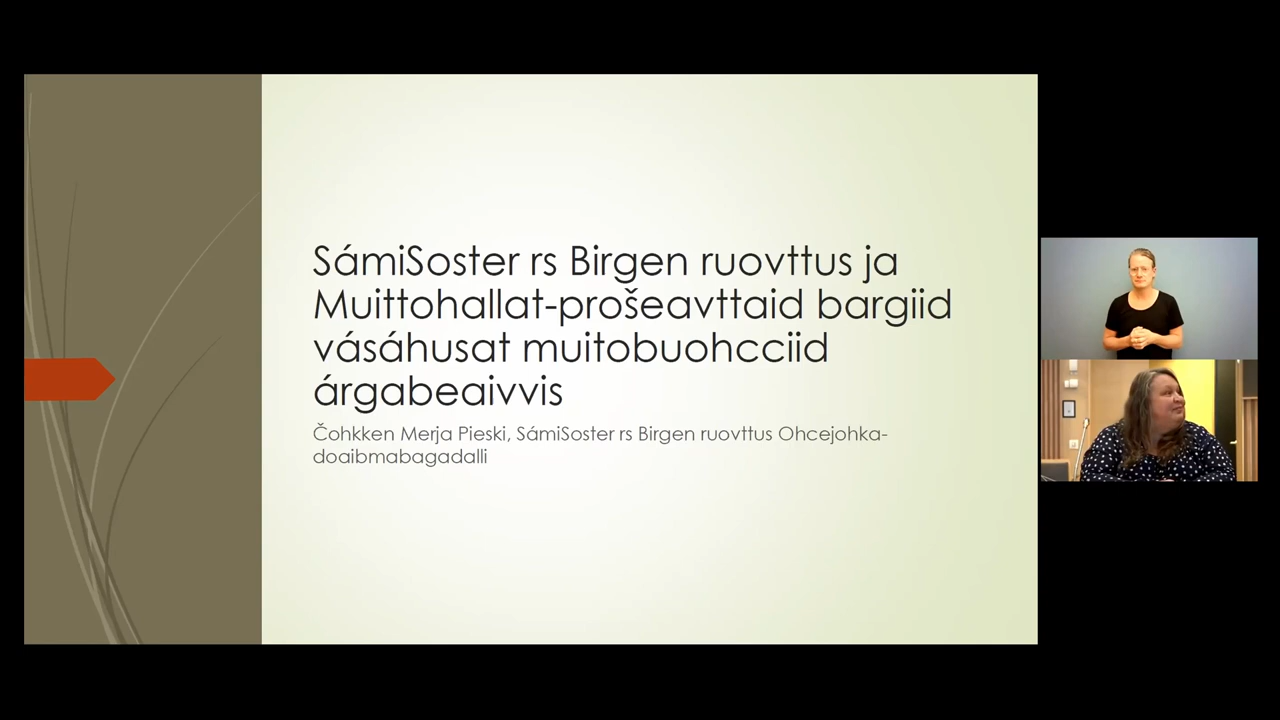 SámiSoster rs Birgen ruovttus ja
Muittohallat-prošeavttaid bargiid
vásáhusat muitobuohcciid
árgabeaivvis
Čohkken Merja Pieski, SámiSoster rs Birgen ruovttus Ohcejohka-
doaibmabagadalli